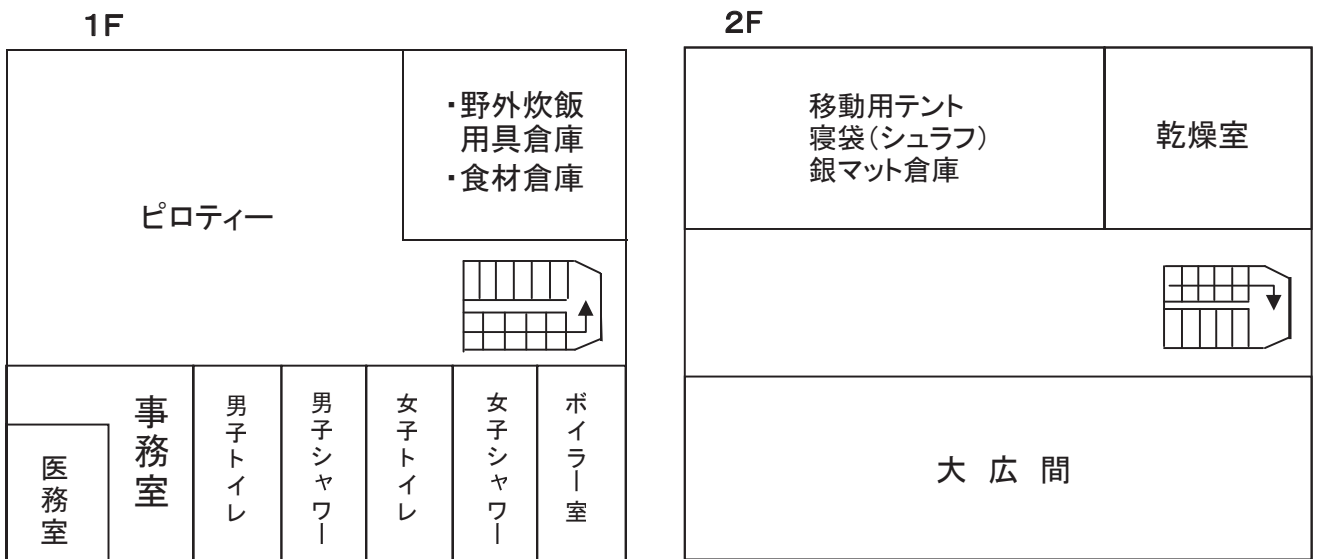 1F
・野外炊飯
用具倉庫
・食材倉庫
ピロティー
医務室
事務室
男子トイレ
男子シャワー
女子トイレ
女子シャワー
ボイラー室
2F
移動用テント
寝袋(シュラフ)
銀マット倉庫
乾燥室
大広間